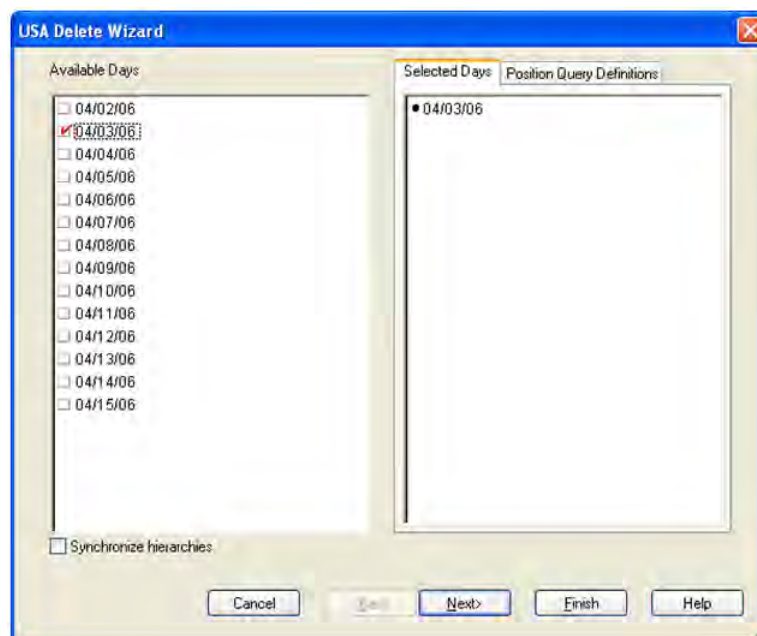 USA Delete Wizard
Available Days
Selected Days
Position Query Definitions
04/02/06
04/03/06
04/04/06
04/05/06
04/06/06
04/07/06
04/08/06
04/09/06
04/10/06
04/11/06
04/12/06
04/13/06
04/14/06
04/15/06
• 04/03/06
Synchronize hierarchies
Cancel
Next>
Finish
Help